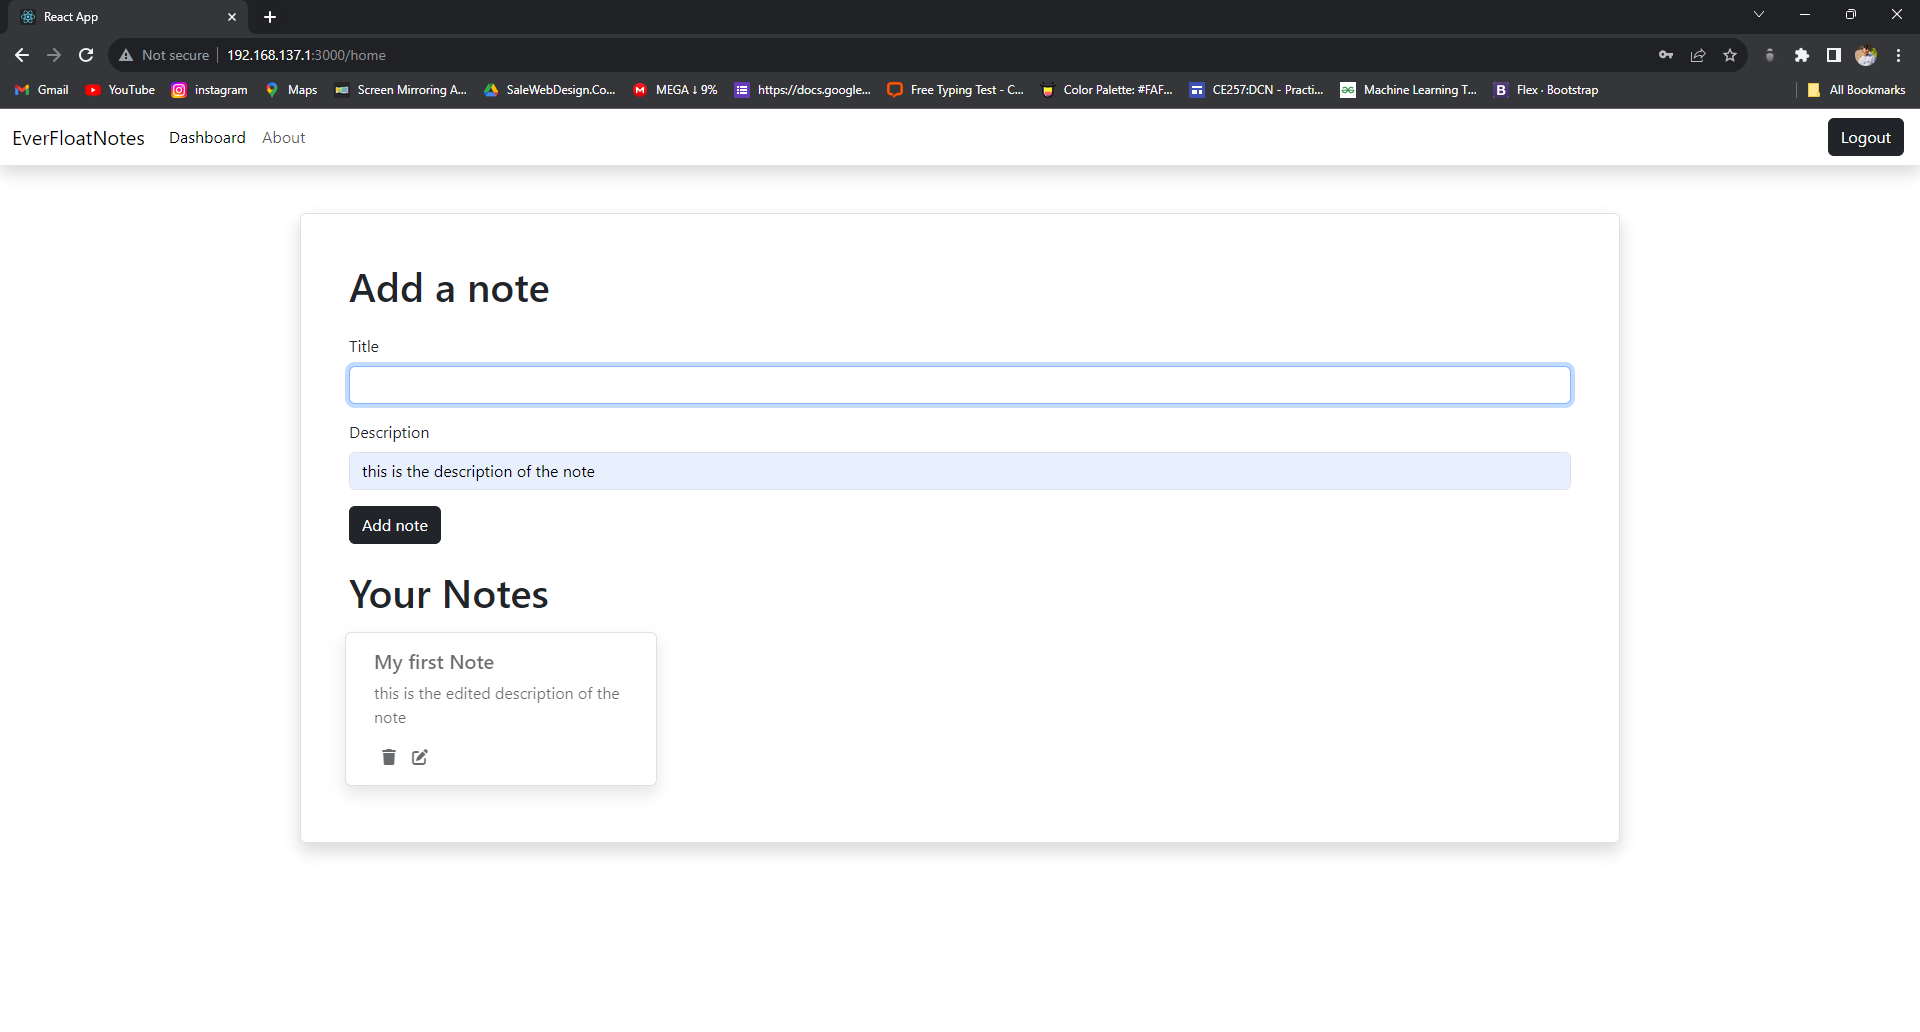 React App
Not secure 192.168.137.1:3000/home
Gmail YouTube instagram Maps Screen Mirroring A... SaleWebDesign.Co... MEGA ↓ 9% https://docs.google... Free Typing Test - C... Color Palette: #FAF... CE257:DCN - Practi... Machine Learning T... Flex · Bootstrap All Bookmarks
EverFloatNotes Dashboard About Logout
Add a note
Title
Description
this is the description of the note
Add note
Your Notes
My first Note
this is the edited description of the
note